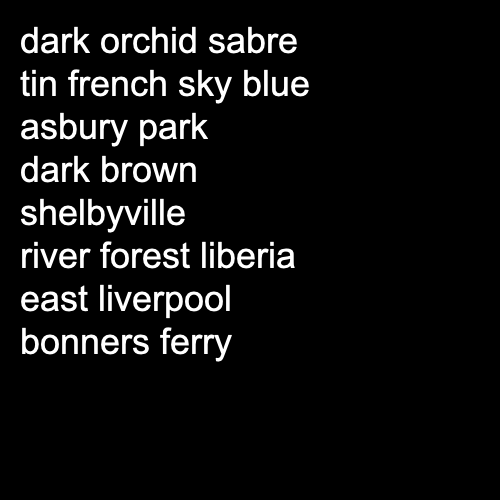 dark orchid sabre
tin french sky blue
asbury park
dark brown
shelbyville
river forest liberia
east liverpool
bonners ferry